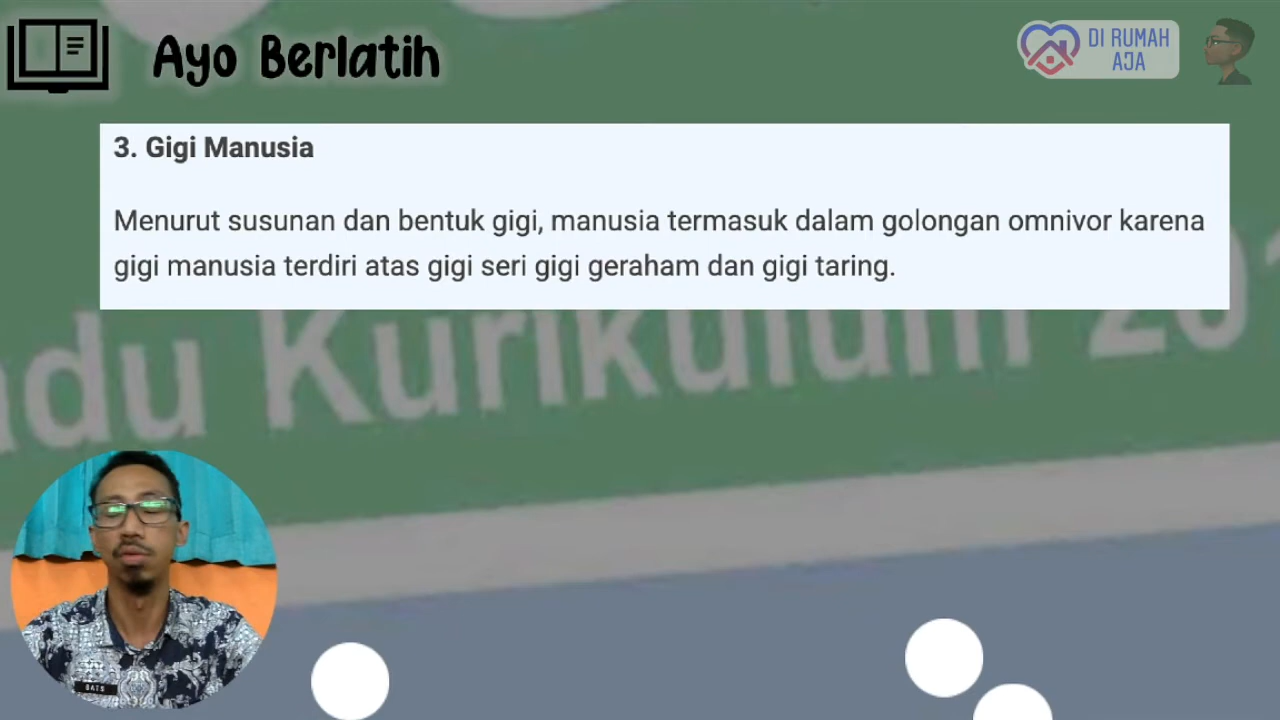 Ayo Berlatih
DI RUMAH
AJA
3. Gigi Manusia
Menurut susunan dan bentuk gigi, manusia termasuk dalam golongan omnivor karena
gigi manusia terdiri atas gigi seri gigi geraham dan gigi taring.
Kurikulum